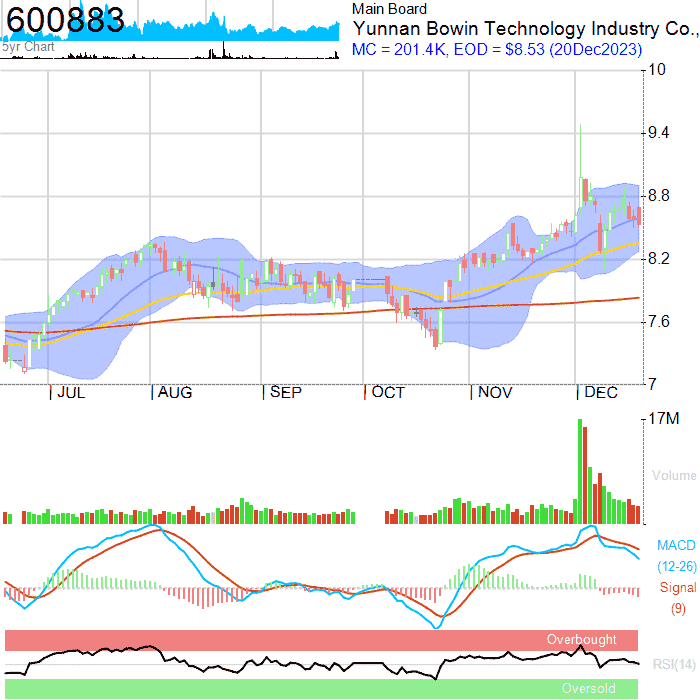 600883
5yr Chart
Main Board
Yunnan Bowin Technology Industry Co.,
MC = 201.4K, EOD = $8.53 (20Dec2023)
10
9.4
8.8
8.2
7.6
7
JUL AUG SEP OCT NOV DEC
17M
Volume
MACD
(12-26)
Signal
(9)
Overbought
RSI(14)
Oversold